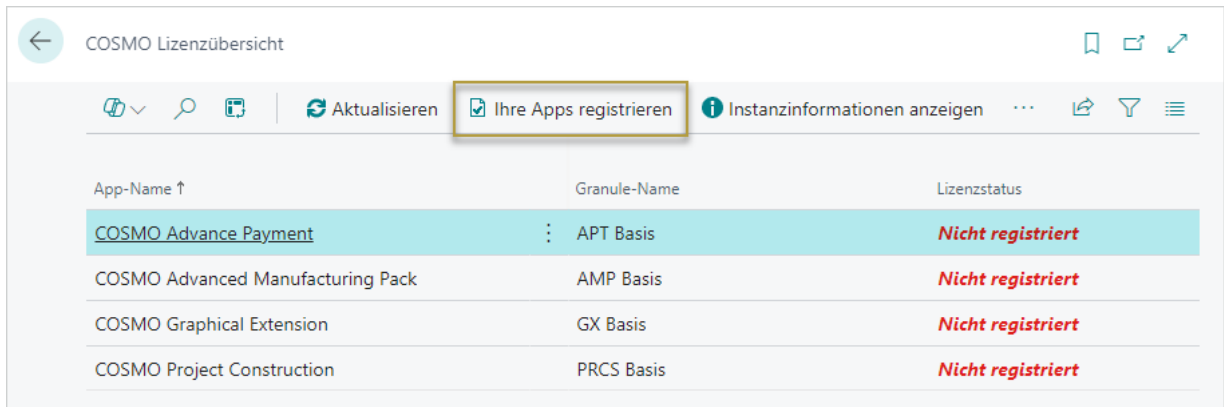 COSMO Lizenzübersicht
Aktualisieren Ihre Apps registrieren Instanzinformationen anzeigen ...
App-Name ↑ Granule-Name Lizenzstatus
COSMO Advance Payment APT Basis Nicht registriert
COSMO Advanced Manufacturing Pack AMP Basis Nicht registriert
COSMO Graphical Extension GX Basis Nicht registriert
COSMO Project Construction PRCS Basis Nicht registriert